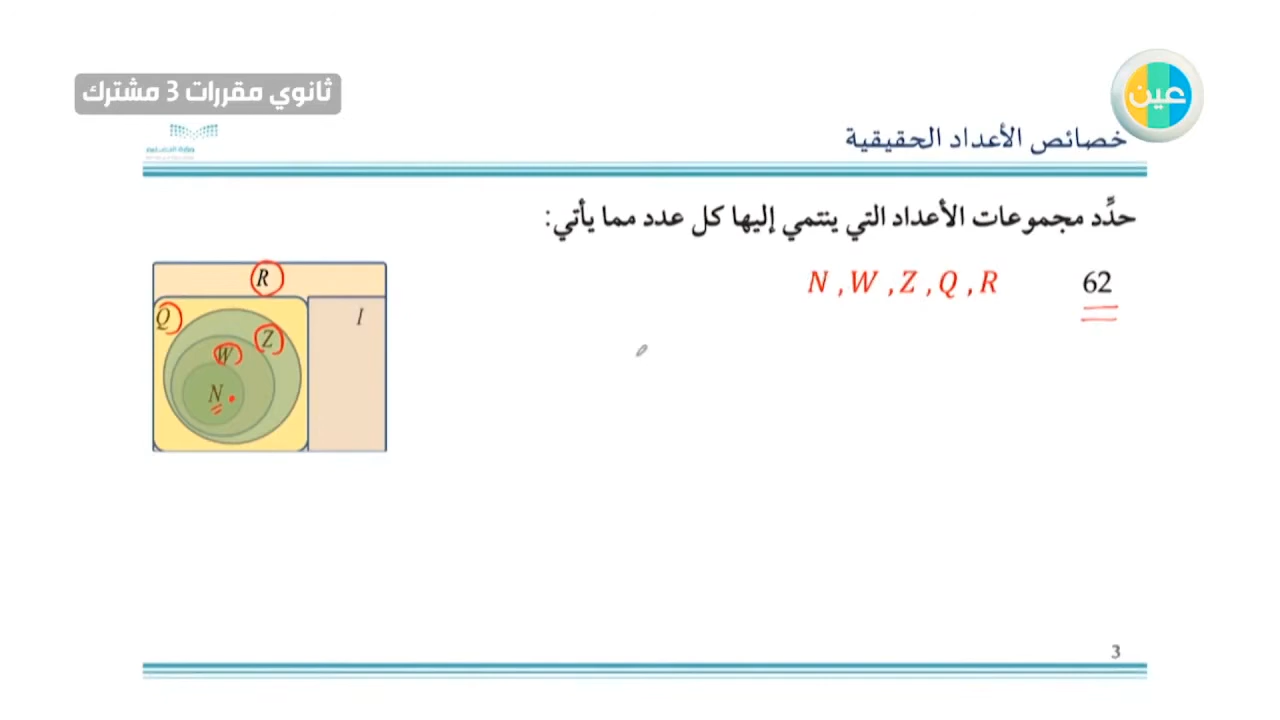 ثانوي مقررات 3 مشترك
عين
خصائص الأعداد الحقيقية
حدِّد مجموعات الأعداد التي ينتمي إليها كل عدد مما يأتي:
62
N , W , Z , Q , R
R
Q
I
Z
W
N
3